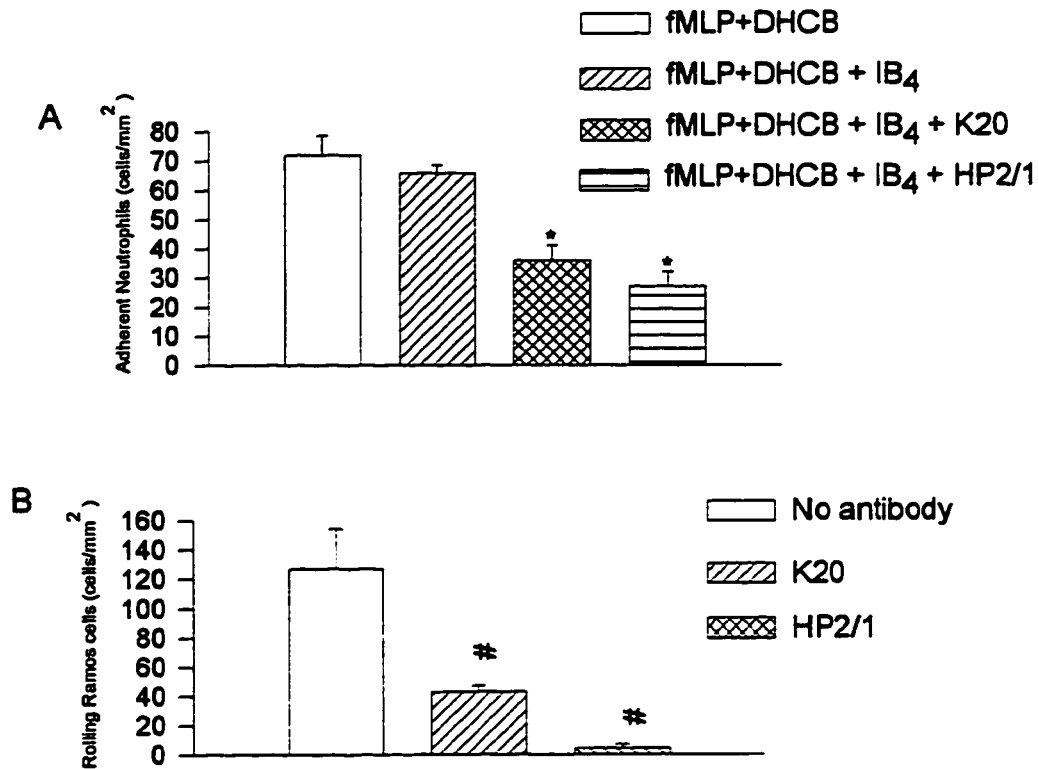 fMLP+DHCB
fMLP+DHCB + IB4
fMLP+DHCB + IB4 + K20
fMLP+DHCB + IB4 + HP2/1
A
Adherent Neutrophils (cells/mm2)
80
70
60
50
40
30
20
10
0
*
*
B
Rolling Ramos cells (cells/mm2)
160
140
120
100
80
60
40
20
0
#
#
No antibody
K20
HP2/1